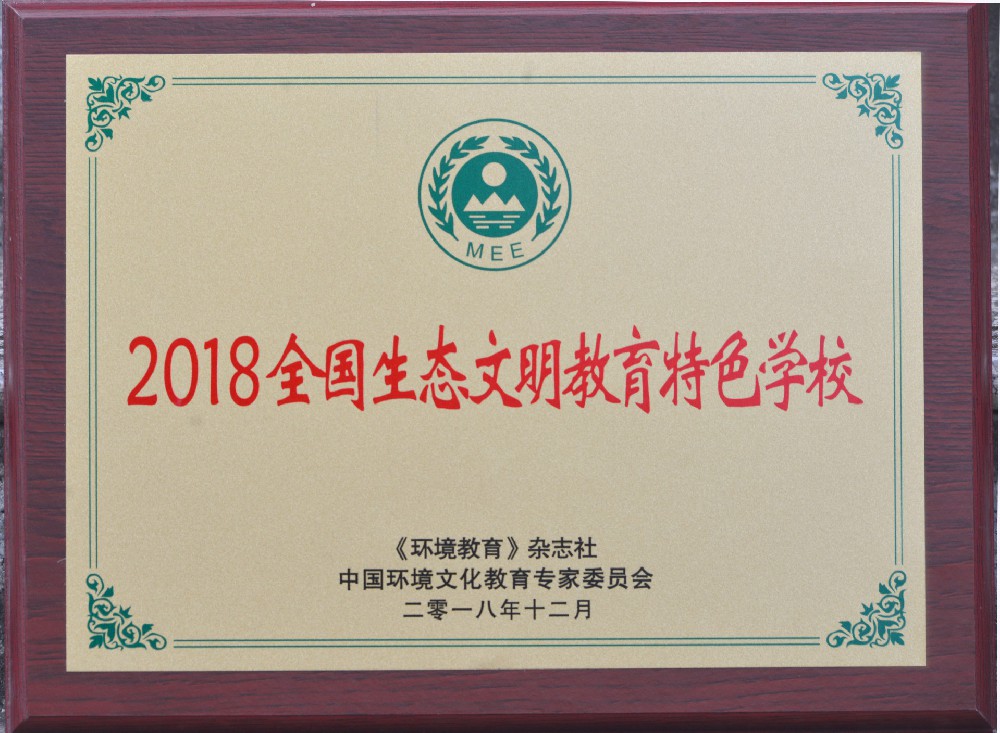 MEE
2018全国生态文明教育特色学校
《环境教育》杂志社
中国环境文化教育专家委员会
二零一八年十二月